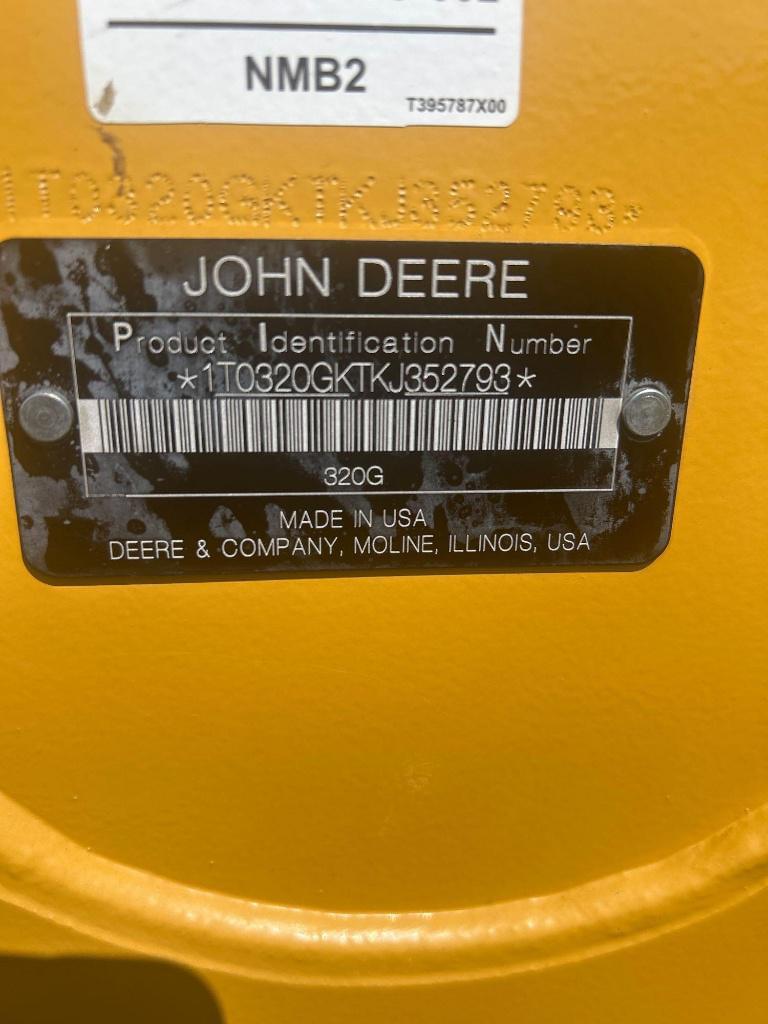 NMB2
T395787X00
1T0320GKTKJ352793*
JOHN DEERE
Product Identification Number
*1T0320GKTKJ352793*
320G
MADE IN USA
DEERE & COMPANY, MOLINE, ILLINOIS, USA